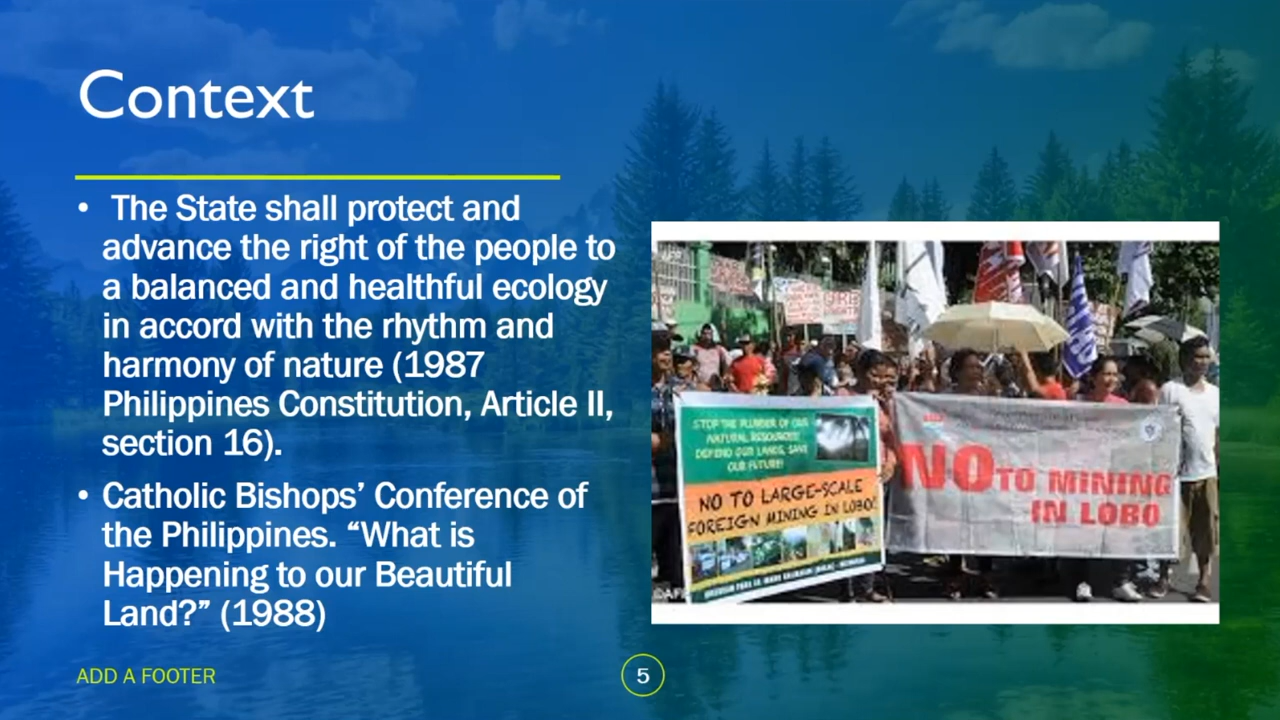 Context
• The State shall protect and
advance the right of the people to
a balanced and healthful ecology
in accord with the rhythm and
harmony of nature (1987
Philippines Constitution, Article II,
section 16).
• Catholic Bishops’ Conference of
the Philippines. “What is
Happening to our Beautiful
Land?” (1988)
STOP THE PLUNDER OF OUR
NATURAL RESOURCES!
DEFEND OUR LANDS, SAVE
OUR FUTURE!
NO TO LARGE-SCALE
FOREIGN MINING IN LOBO!
NO TO MINING
IN LOBO
ADD A FOOTER
5